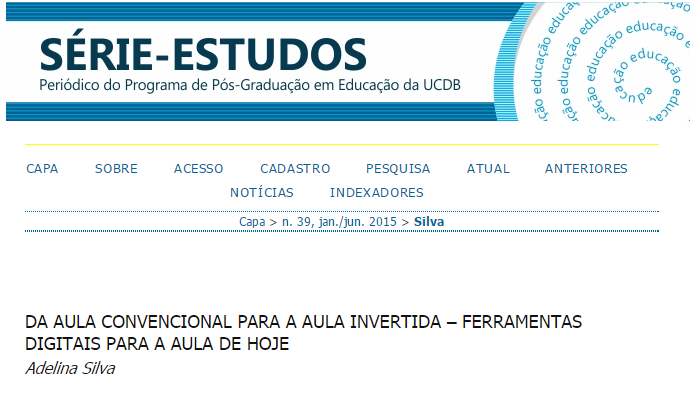 SÉRIE-ESTUDOS
Periódico do Programa de Pós-Graduação em Educação da UCDB
educação educação educação educação educação educação
CAPA SOBRE ACESSO CADASTRO PESQUISA ATUAL ANTERIORES
NOTÍCIAS INDEXADORES
Capa > n. 39, jan./jun. 2015 > Silva
DA AULA CONVENCIONAL PARA A AULA INVERTIDA – FERRAMENTAS
DIGITAIS PARA A AULA DE HOJE
Adelina Silva